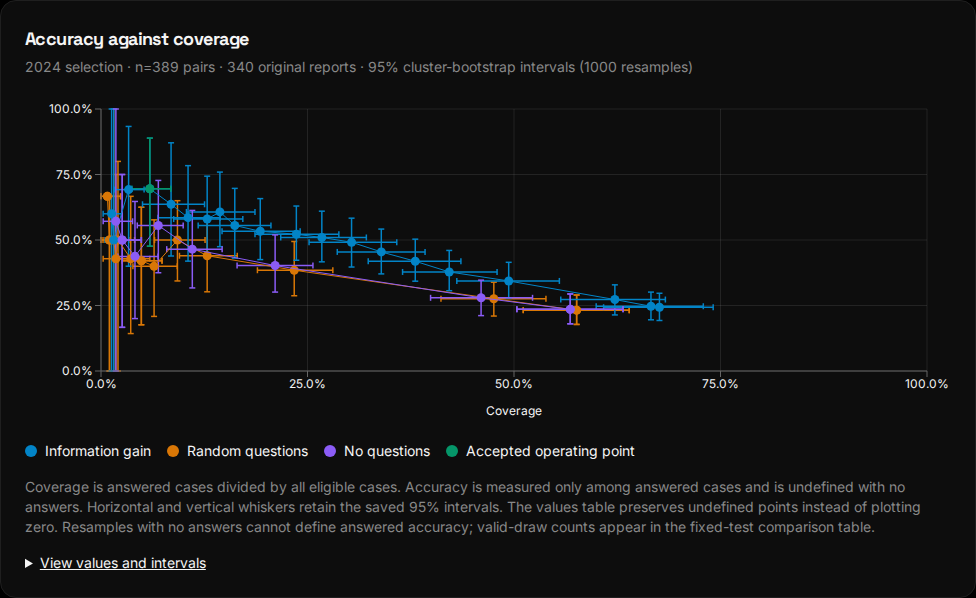 Accuracy against coverage
2024 selection · n=389 pairs · 340 original reports · 95% cluster-bootstrap intervals (1000 resamples)
100.0%
75.0%
50.0%
25.0%
0.0%
0.0% 25.0% 50.0% 75.0% 100.0%
Coverage
Information gain Random questions No questions Accepted operating point
Coverage is answered cases divided by all eligible cases. Accuracy is measured only among answered cases and is undefined with no
answers. Horizontal and vertical whiskers retain the saved 95% intervals. The values table preserves undefined points instead of plotting
zero. Resamples with no answers cannot define answered accuracy; valid-draw counts appear in the fixed-test comparison table.
View values and intervals